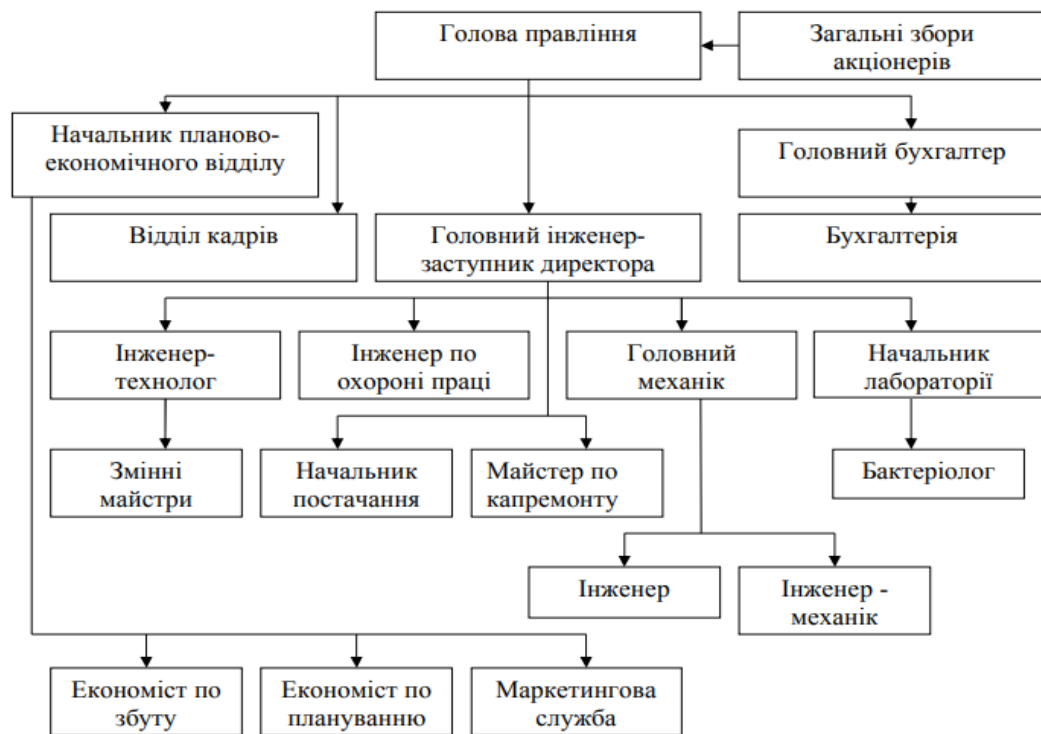 Голова правління
Загальні збори
акціонерів
Начальник планово-
економічного відділу
Головний бухгалтер
Відділ кадрів
Головний інженер-
заступник директора
Бухгалтерія
Інженер-
технолог
Інженер по
охороні праці
Головний
механік
Начальник
лабораторії
Змінні
майстри
Начальник
постачання
Майстер по
капремонту
Бактеріолог
Інженер
Інженер -
механік
Економіст по
збуту
Економіст по
плануванню
Маркетингова
служба